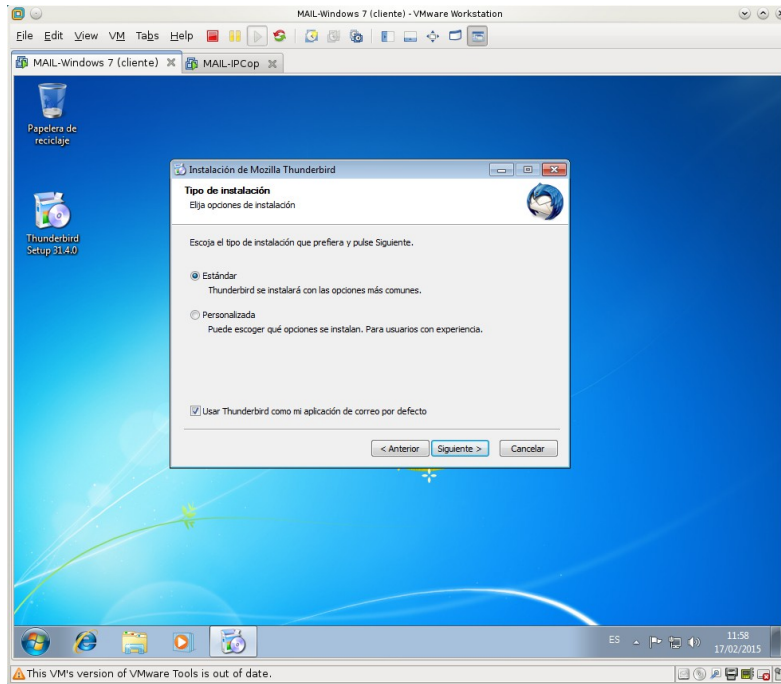 MAIL-Windows 7 (cliente) - VMware Workstation
File Edit View VM Tabs Help
MAIL-Windows 7 (cliente)
MAIL-IPCop
Papelera de
reciclaje
Thunderbird
Setup 31.4.0
Instalación de Mozilla Thunderbird
Tipo de instalación
Elija opciones de instalación
Escoja el tipo de instalación que prefiera y pulse Siguiente.
Estándar
Thunderbird se instalará con las opciones más comunes.
Personalizada
Puede escoger qué opciones se instalan. Para usuarios con experiencia.
Usar Thunderbird como mi aplicación de correo por defecto
< Anterior Siguiente > Cancelar
ES
11:58
17/02/2015
This VM's version of VMware Tools is out of date.